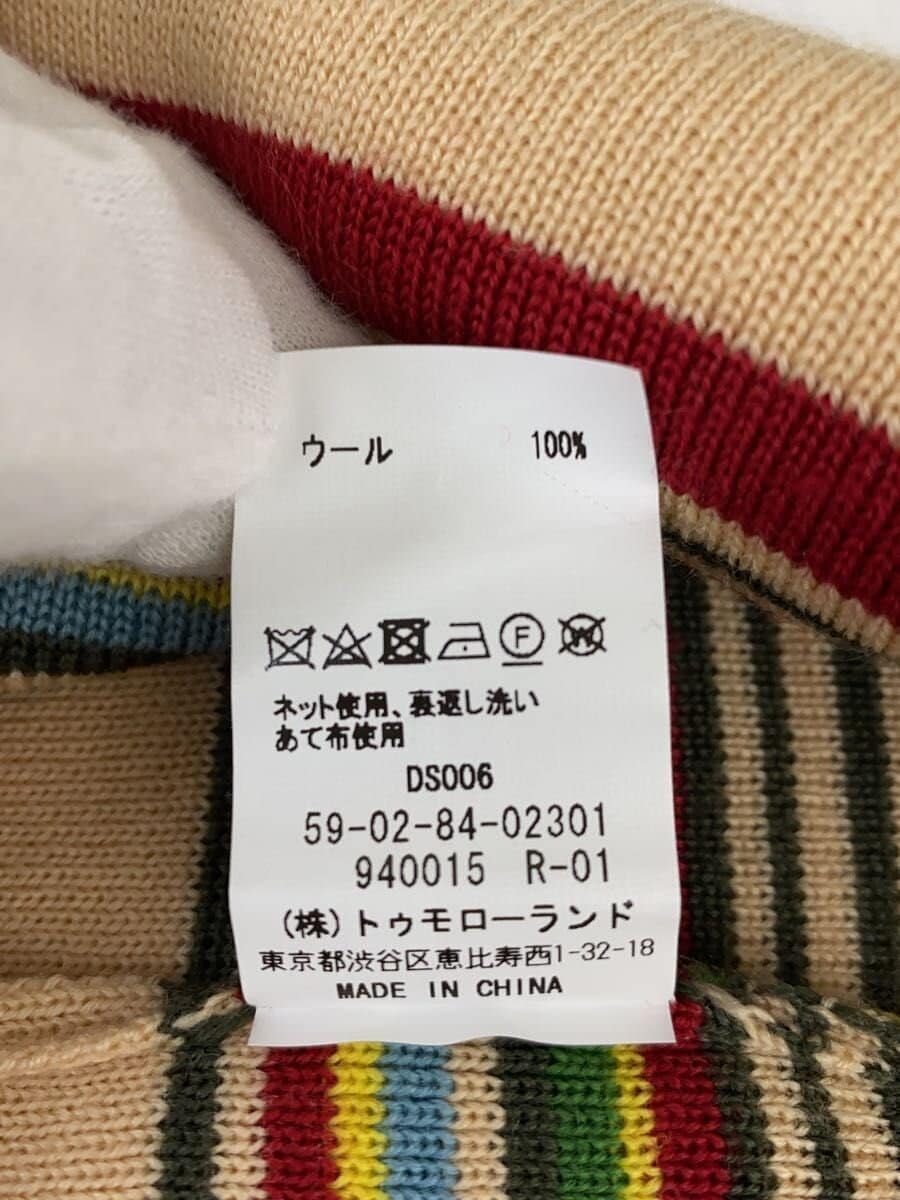 ウール 100%
F W
ネット使用、裏返し洗い
あて布使用
DS006
59-02-84-02301
940015 R-01
(株)トゥモローランド
東京都渋谷区恵比寿西1-32-18
MADE IN CHINA